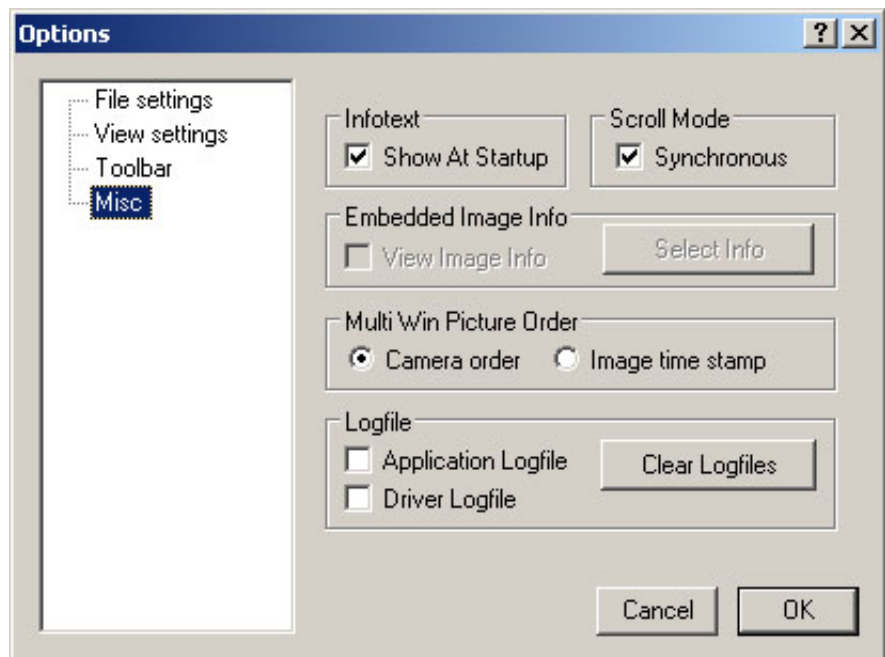 Options
File settings
View settings
Toolbar
Misc
Infotext
Show At Startup
Scroll Mode
Synchronous
Embedded Image Info
View Image Info
Select Info
Multi Win Picture Order
Camera order
Image time stamp
Logfile
Application Logfile
Driver Logfile
Clear Logfiles
Cancel
OK